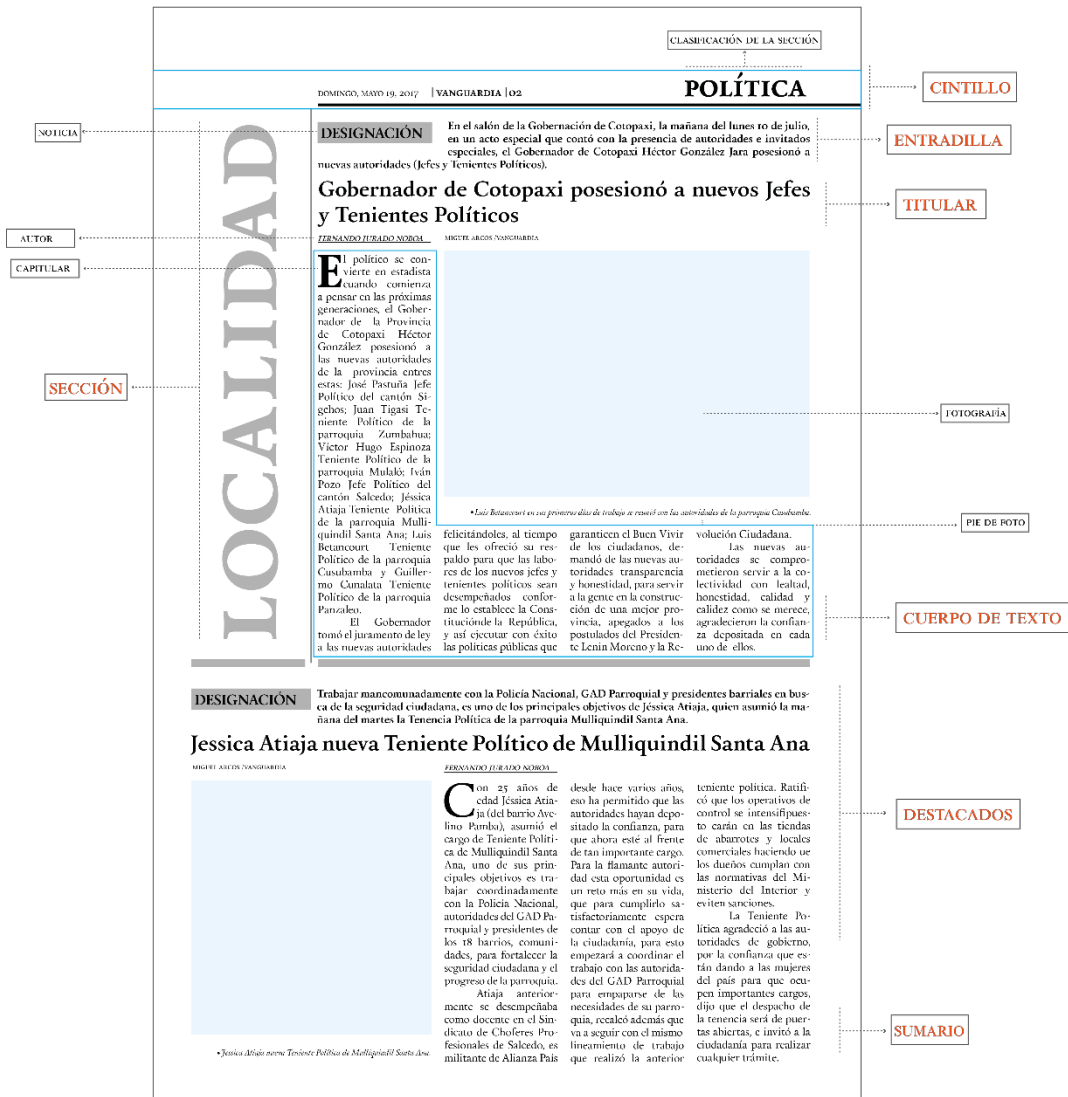 CLASIFICACIÓN DE LA SECCIÓN
DOMINGO, MAYO 19, 2017 | VANGUARDIA | 02
POLÍTICA
CINTILLO
NOTICIA
DESIGNACIÓN
En el salón de la Gobernación de Cotopaxi, la mañana del lunes 10 de julio,
en un acto especial que contó con la presencia de autoridades e invitados
especiales, el Gobernador de Cotopaxi Héctor González Jara posesionó a
nuevas autoridades (Jefes y Tenientes Políticos).
ENTRADILLA
Gobernador de Cotopaxi posesionó a nuevos Jefes
y Tenientes Políticos
TITULAR
AUTOR
FERNANDO JURADO NOBOA
MIGUEL ARCOS /VANGUARDIA
CAPITULAR
SECCIÓN
LOCALIDAD
El político se con-
vierte en estadista
cuando comienza
a pensar en las próximas
generaciones, el Gober-
nador de la Provincia
de Cotopaxi Héctor
González posesionó a
las nuevas autoridades
de la provincia entres
estas: José Pastuña Jefe
Político del cantón Si-
gchos; Juan Tigasi Te-
niente Político de la
parroquia Zumbahua;
Víctor Hugo Espinoza
Teniente Político de la
parroquia Mulaló; Iván
Pozo Jefe Político del
cantón Salcedo; Jéssica
Atiaja Teniente Política
de la parroquia Mulli-
quindil Santa Ana; Luis
Betancourt Teniente
Político de la parroquia
Cusubamba y Guiller-
mo Cunalata Teniente
Político de la parroquia
Panzaleo.
El Gobernador
tomó el juramento de ley
a las nuevas autoridades
FOTOGRAFÍA
• Luis Betancourt en sus primeros días de trabajo se reunió con las autoridades de la parroquia Cusubamba.
PIE DE FOTO
felicitándoles, al tiempo
que les ofreció su res-
paldo para que las labo-
res de los nuevos jefes y
tenientes políticos sean
desempeñados confor-
me lo establece la Cons-
titución de la República,
y así ejecutar con éxito
las políticas públicas que
garanticen el Buen Vivir
de los ciudadanos, de-
mandó de las nuevas au-
toridades transparencia
y honestidad, para servir
a la gente en la construc-
ción de una mejor pro-
vincia, apegados a los
postulados del Presiden-
te Lenin Moreno y la Re-
volución Ciudadana.
Las nuevas au-
toridades se compro-
metieron servir a la co-
lectividad con lealtad,
honestidad, calidad y
calidez como se merece,
agradecieron la confian-
za depositada en cada
uno de ellos.
CUERPO DE TEXTO
DESIGNACIÓN
Trabajar mancomunadamente con la Policía Nacional, GAD Parroquial y presidentes barriales en bus-
ca de la seguridad ciudadana, es uno de los principales objetivos de Jéssica Atiaja, quien asumió la ma-
ñana del martes la Tenencia Política de la parroquia Mulliquindil Santa Ana.
Jessica Atiaja nueva Teniente Político de Mulliquindil Santa Ana
MIGUEL ARCOS /VANGUARDIA
FERNANDO JURADO NOBOA
• Jessica Atiaja nueva Teniente Política de Mulliquindil Santa Ana.
Con 25 años de
edad Jéssica Atia-
ja (del barrio Ave-
lino Pamba), asumió el
cargo de Teniente Políti-
ca de Mulliquindil Santa
Ana, uno de sus prin-
cipales objetivos es tra-
bajar coordinadamente
con la Policía Nacional,
autoridades del GAD Pa-
rroquial y presidentes de
los 18 barrios, comuni-
dades, para fortalecer la
seguridad ciudadana y el
progreso de la parroquia.
Atiaja anterior-
mente se desempeñaba
como docente en el Sin-
dicato de Choferes Pro-
fesionales de Salcedo, es
militante de Alianza País
desde hace varios años,
eso ha permitido que las
autoridades hayan depo-
sitado la confianza, para
que ahora esté al frente
de tan importante cargo.
Para la flamante autori-
dad esta oportunidad es
un reto más en su vida,
que para cumplirlo sa-
tisfactoriamente espera
contar con el apoyo de
la ciudadanía, para esto
empezará a coordinar el
trabajo con las autorida-
des del GAD Parroquial
para empaparse de las
necesidades de su parro-
quia, recalcó además que
va a seguir con el mismo
lineamiento de trabajo
que realizó la anterior
teniente política. Ratifi-
có que los operativos de
control se intensifipues-
to carán en las tiendas
de abarrotes y locales
comerciales haciendo ue
los dueños cumplan con
las normativas del Mi-
nisterio del Interior y
eviten sanciones.
La Teniente Po-
lítica agradeció a las au-
toridades de gobierno,
por la confianza que es-
tán dando a las mujeres
del país para que ocu-
pen importantes cargos,
dijo que el despacho de
la tenencia será de puer-
tas abiertas, e invitó a la
ciudadanía para realizar
cualquier trámite.
DESTACADOS
SUMARIO